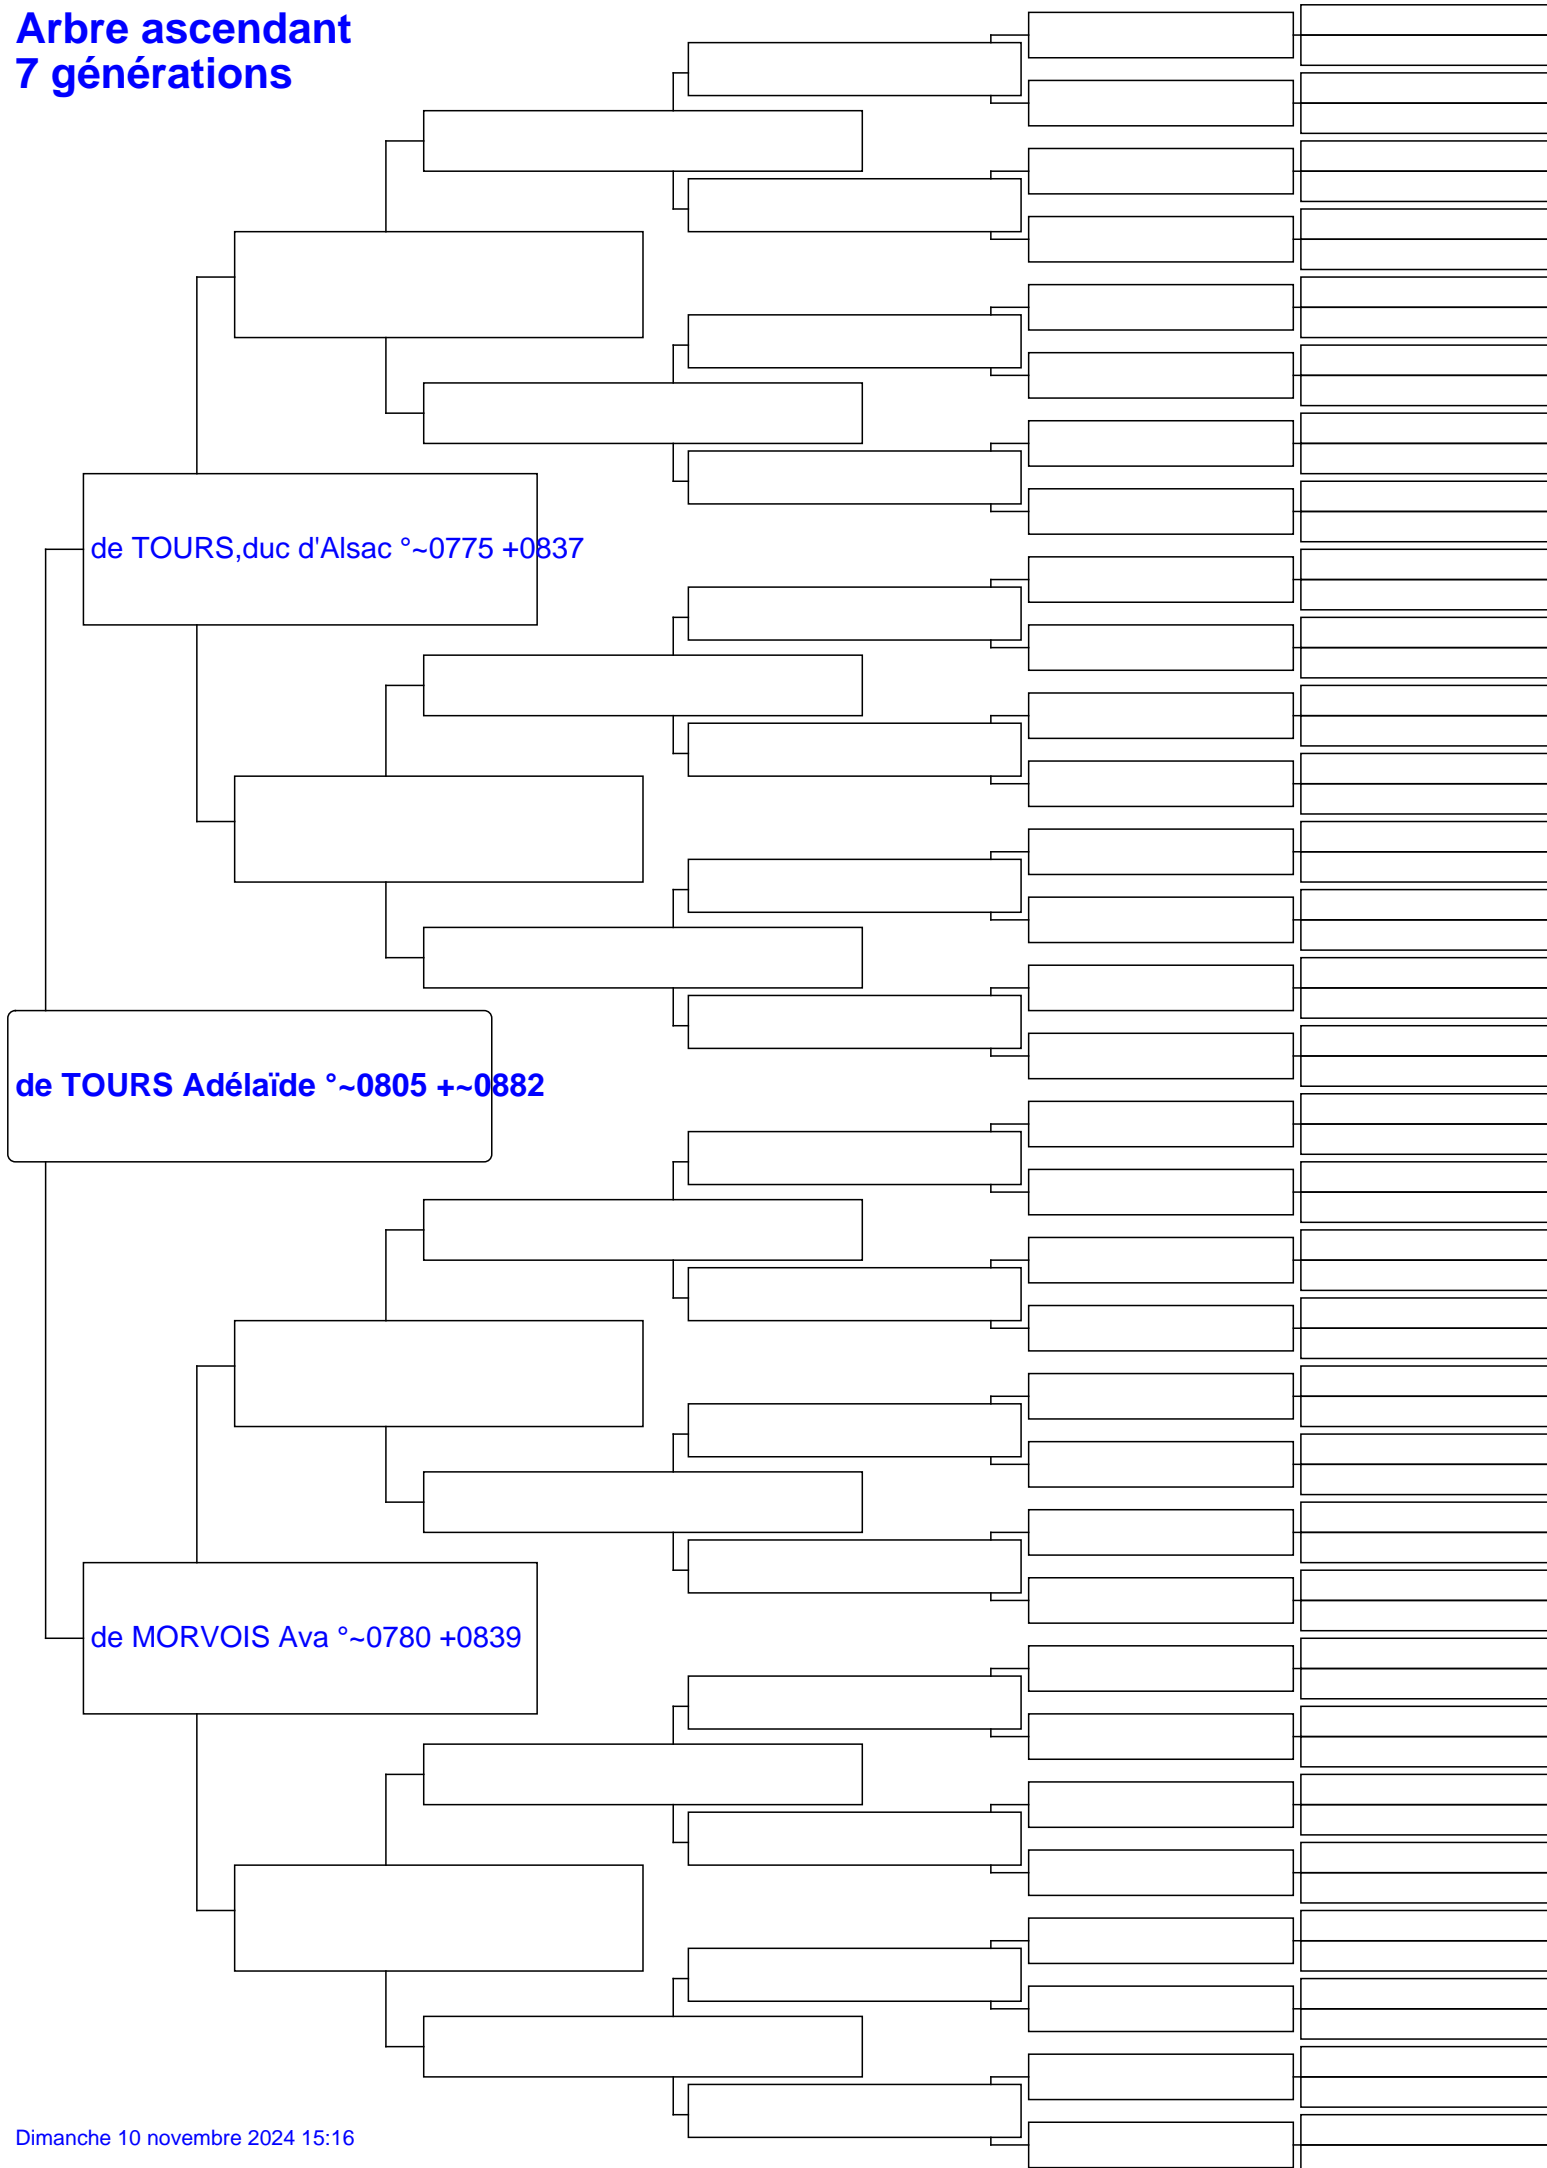 Arbre ascendant
7 générations
de TOURS,duc d'Alsac °~0775 +0837
de TOURS Adélaïde °~0805 +~0882
de MORVOIS Ava °~0780 +0839
Dimanche 10 novembre 2024 15:16